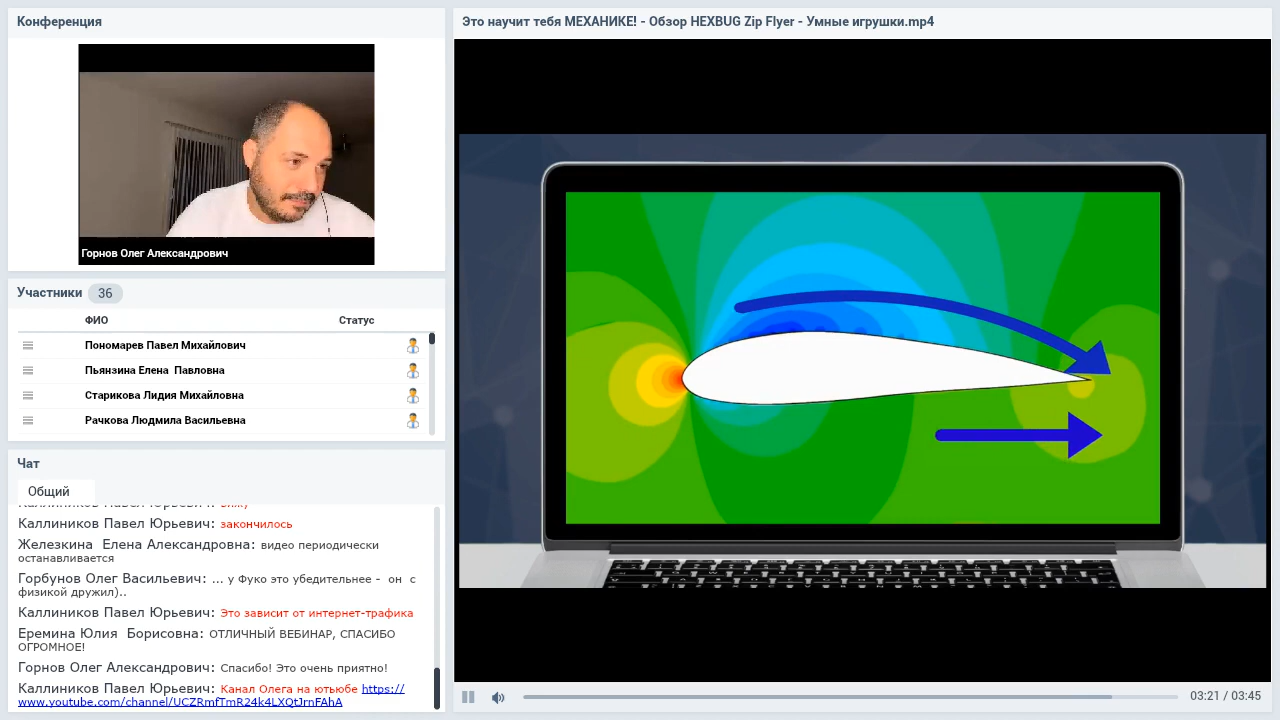 Конференция
Горнов Олег Александрович
Участники 36
ФИО Статус
Пономарев Павел Михайлович
Пьянзина Елена Павловна
Старикова Лидия Михайловна
Рачкова Людмила Васильевна
Чат
Общий
Каллиников Павел Юрьевич: вижу
Каллиников Павел Юрьевич: закончилось
Железкина Елена Александровна: видео периодически
останавливается
Горбунов Олег Васильевич: ... у Фуко это убедительнее - он с
физикой дружил)..
Каллиников Павел Юрьевич: Это зависит от интернет-трафика
Еремина Юлия Борисовна: ОТЛИЧНЫЙ ВЕБИНАР, СПАСИБО
ОГРОМНОЕ!
Горнов Олег Александрович: Спасибо! Это очень приятно!
Каллиников Павел Юрьевич: Канал Олега на ютьюбе https://
www.youtube.com/channel/UCZRmfTmR24k4LXQtJrnFAhA
Это научит тебя МЕХАНИКЕ! - Обзор HEXBUG Zip Flyer - Умные игрушки.mp4
03:21 / 03:45